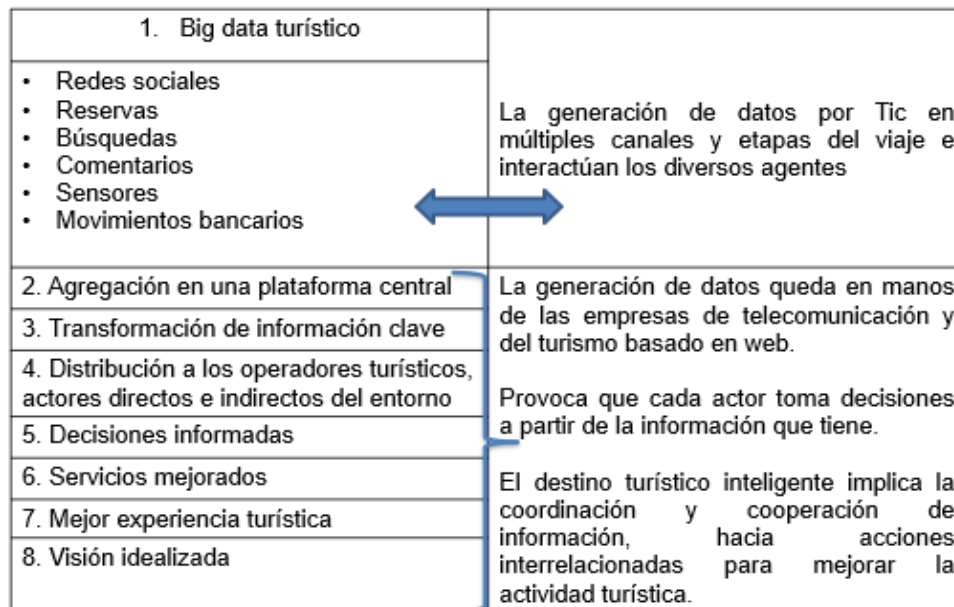 1. Big data turístico
• Redes sociales
• Reservas
• Búsquedas
• Comentarios
• Sensores
• Movimientos bancarios
La generación de datos por Tic en
múltiples canales y etapas del viaje e
interactúan los diversos agentes
2. Agregación en una plataforma central
3. Transformación de información clave
4. Distribución a los operadores turísticos,
actores directos e indirectos del entorno
5. Decisiones informadas
6. Servicios mejorados
7. Mejor experiencia turística
8. Visión idealizada
La generación de datos queda en manos
de las empresas de telecomunicación y
del turismo basado en web.
Provoca que cada actor toma decisiones
a partir de la información que tiene.
El destino turístico inteligente implica la
coordinación y cooperación de
información, hacia acciones
interrelacionadas para mejorar la
actividad turística.